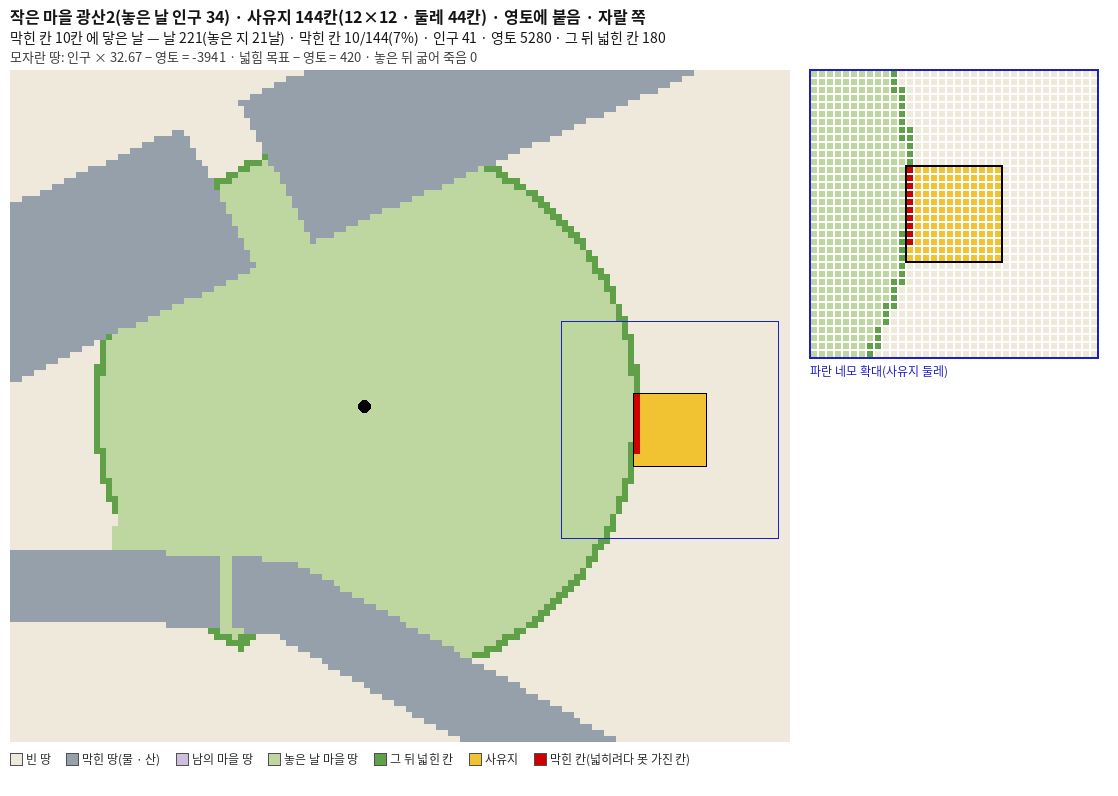 작은 마을 광산2(놓은 날 인구 34) · 사유지 144칸(12×12 · 둘레 44칸) · 영토에 붙음 · 자랄 쪽
막힌 칸 10칸 에 닿은 날 — 날 221(놓은 지 21날) · 막힌 칸 10/144(7%) · 인구 41 · 영토 5280 · 그 뒤 넓힌 칸 180
모자란 땅: 인구 × 32.67 − 영토 = -3941 · 넓힘 목표 − 영토 = 420 · 놓은 뒤 굶어 죽음 0
파란 네모 확대(사유지 둘레)
빈 땅 막힌 땅(물 · 산) 남의 마을 땅 놓은 날 마을 땅 그 뒤 넓힌 칸 사유지 막힌 칸(넓히려다 못 가진 칸)